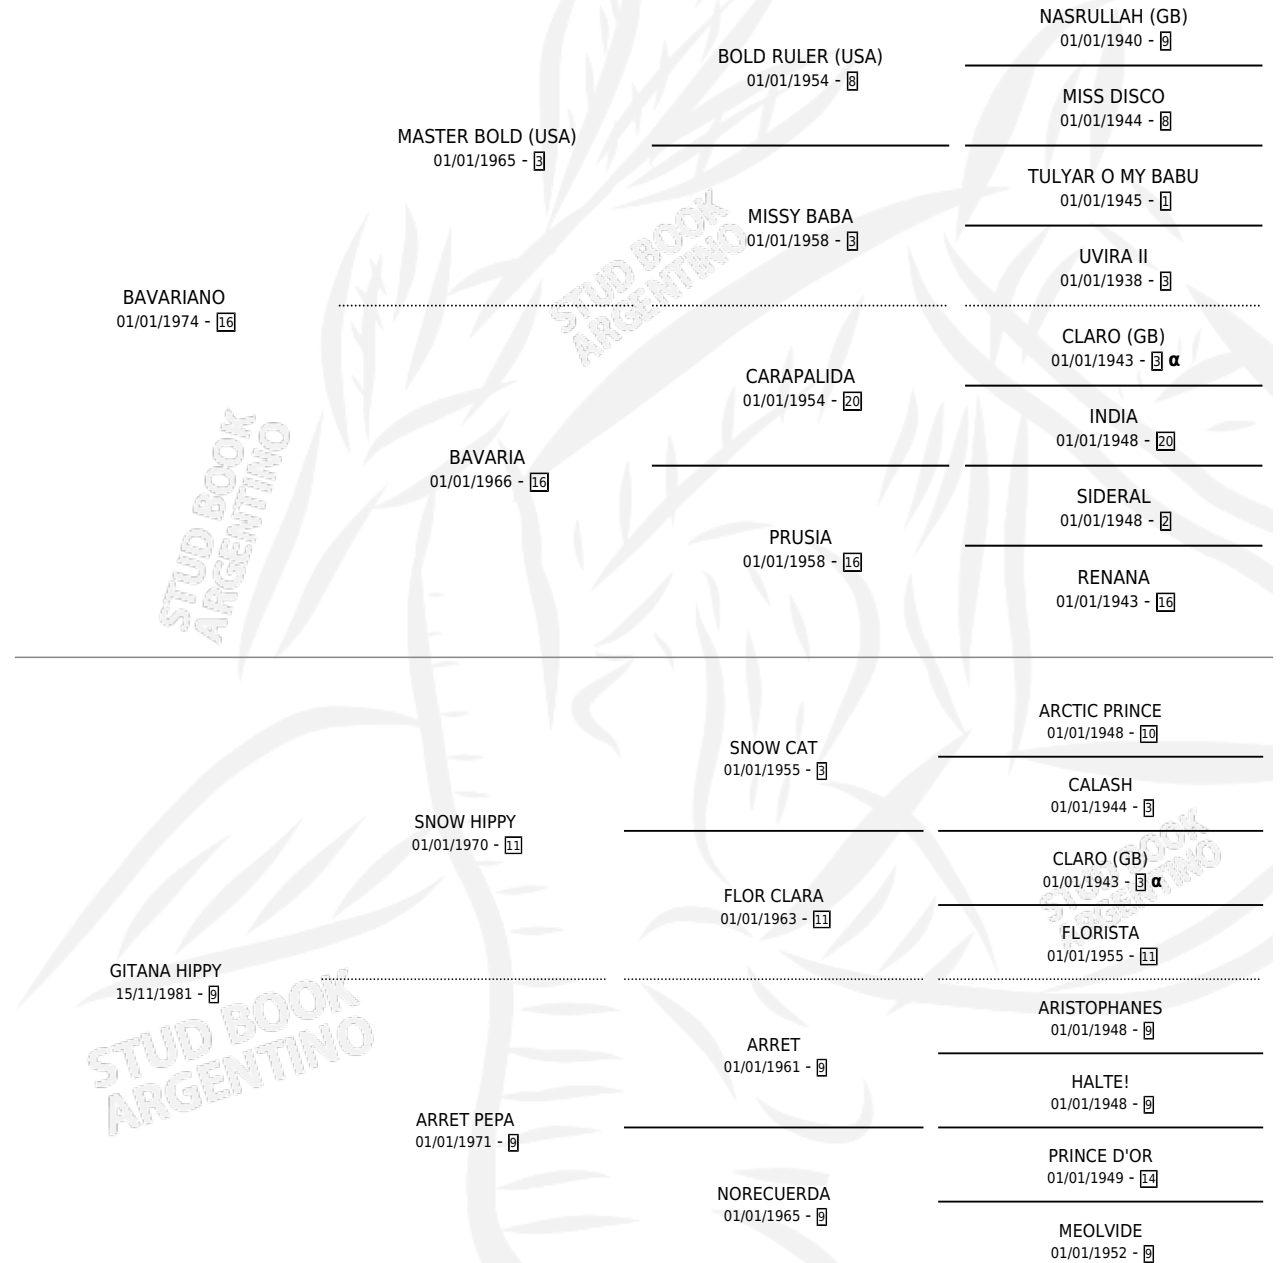 NASRULLAH (GB)
01/01/1940 - 9
BOLD RULER (USA)
01/01/1954 - 8
MISS DISCO
01/01/1944 - 8
MASTER BOLD (USA)
01/01/1965 - 3
TULYAR O MY BABU
01/01/1945 - 1
MISSY BABA
01/01/1958 - 3
UVIRA II
01/01/1938 - 3
BAVARIANO
01/01/1974 - 16
CLARO (GB)
01/01/1943 - 3 α
CARAPALIDA
01/01/1954 - 20
INDIA
01/01/1948 - 20
BAVARIA
01/01/1966 - 16
SIDERAL
01/01/1948 - 2
PRUSIA
01/01/1958 - 16
RENANA
01/01/1943 - 16
ARCTIC PRINCE
01/01/1948 - 10
SNOW CAT
01/01/1955 - 3
CALASH
01/01/1944 - 3
SNOW HIPPY
01/01/1970 - 11
CLARO (GB)
01/01/1943 - 3 α
FLOR CLARA
01/01/1963 - 11
FLORISTA
01/01/1955 - 11
GITANA HIPPY
15/11/1981 - 9
ARISTOPHANES
01/01/1948 - 9
ARRET
01/01/1961 - 9
HALTE!
01/01/1948 - 9
ARRET PEPA
01/01/1971 - 9
PRINCE D'OR
01/01/1949 - 14
NORECUERDA
01/01/1965 - 9
MEOLVIDE
01/01/1952 - 9
STUD BOOK
ARGENTINO
STUD BOOK
ARGENTINO
STUD BOOK
ARGENTINO
STUD BOOK
ARGENTINO